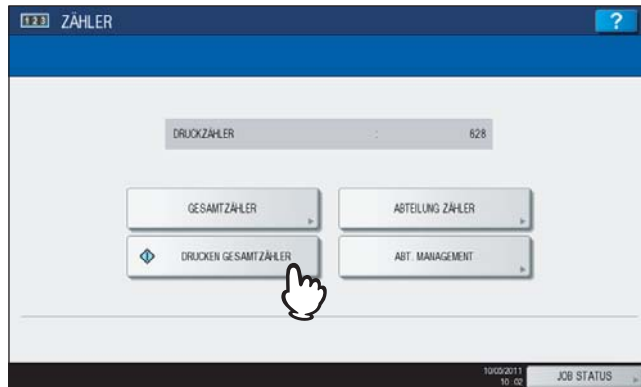 123 ZÄHLER ?
DRUCKZÄHLER : 628
GESAMTZÄHLER ABTEILUNG ZÄHLER
DRUCKEN GESAMTZÄHLER ABT. MANAGEMENT
10/03/2011
10:02 JOB STATUS